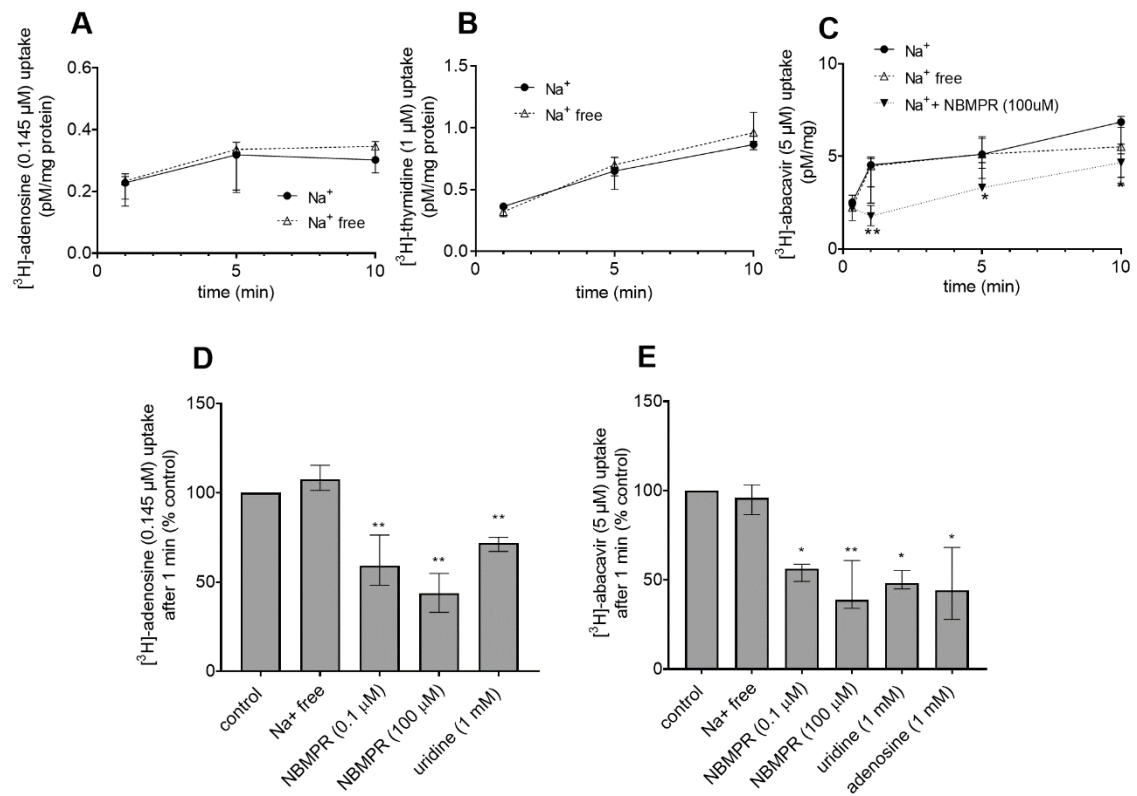 A
[³H]-adenosine (0.145 µM) uptake
(pM/mg protein)
0.6
0.4
0.2
0.0
0
5
10
time (min)
Na⁺
Na⁺ free
B
[³H]-thymidine (1 µM) uptake
(pM/mg protein)
1.5
1.0
0.5
0.0
0
5
10
time (min)
Na⁺
Na⁺ free
C
[³H]-abacavir (5 µM) uptake
(pM/mg)
10
5
0
0
5
10
time (min)
Na⁺
Na⁺ free
Na⁺ + NBMPR (100uM)
**
*
*
D
[³H]-adenosine (0.145 µM) uptake
after 1 min (% control)
150
100
50
0
**
**
**
control
Na+ free
NBMPR (0.1 µM)
NBMPR (100 µM)
uridine (1 mM)
E
[³H]-abacavir (5 µM) uptake
after 1 min (% control)
150
100
50
0
*
**
*
*
control
Na+ free
NBMPR (0.1 µM)
NBMPR (100 µM)
uridine (1 mM)
adenosine (1 mM)